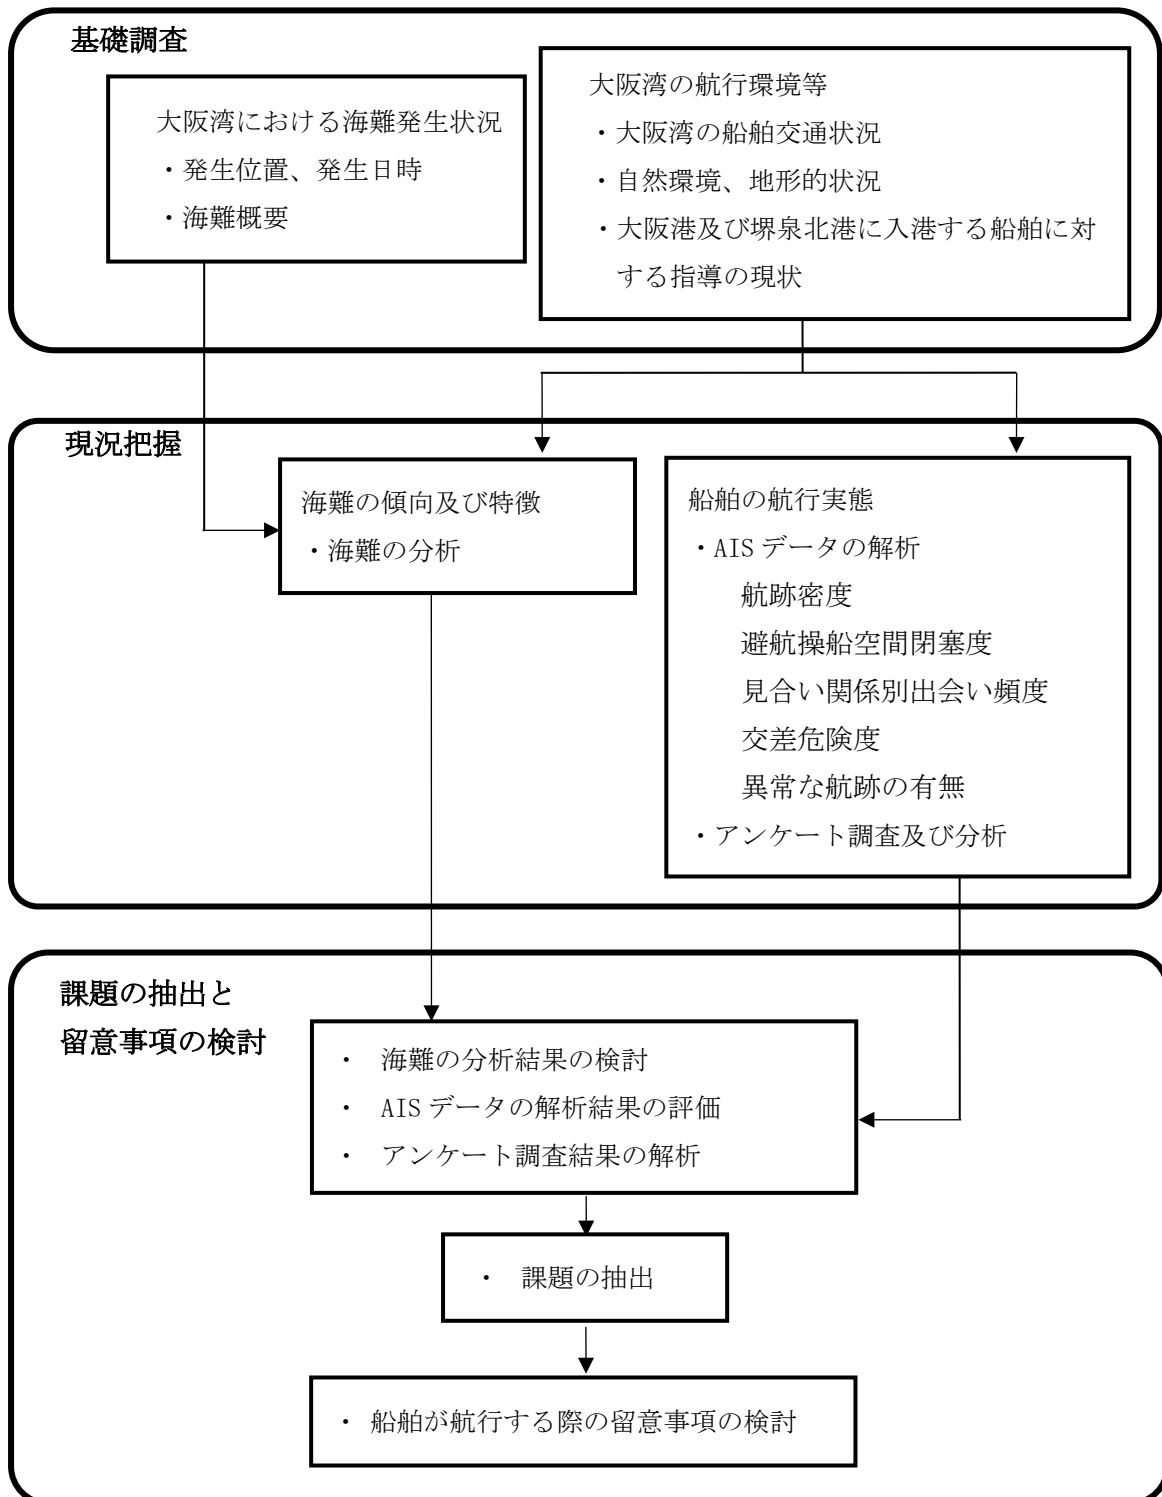 基礎調査
大阪湾における海難発生状況
・発生位置、発生日時
・海難概要
大阪湾の航行環境等
・大阪湾の船舶交通状況
・自然環境、地形的状況
・大阪港及び堺泉北港に入港する船舶に対
する指導の現状
現況把握
海難の傾向及び特徴
・海難の分析
船舶の航行実態
・AISデータの解析
航跡密度
避航操船空間閉塞度
見合い関係別出会い頻度
交差危険度
異常な航跡の有無
・アンケート調査及び分析
課題の抽出と
留意事項の検討
・ 海難の分析結果の検討
・ AISデータの解析結果の評価
・ アンケート調査結果の解析
・ 課題の抽出
・ 船舶が航行する際の留意事項の検討